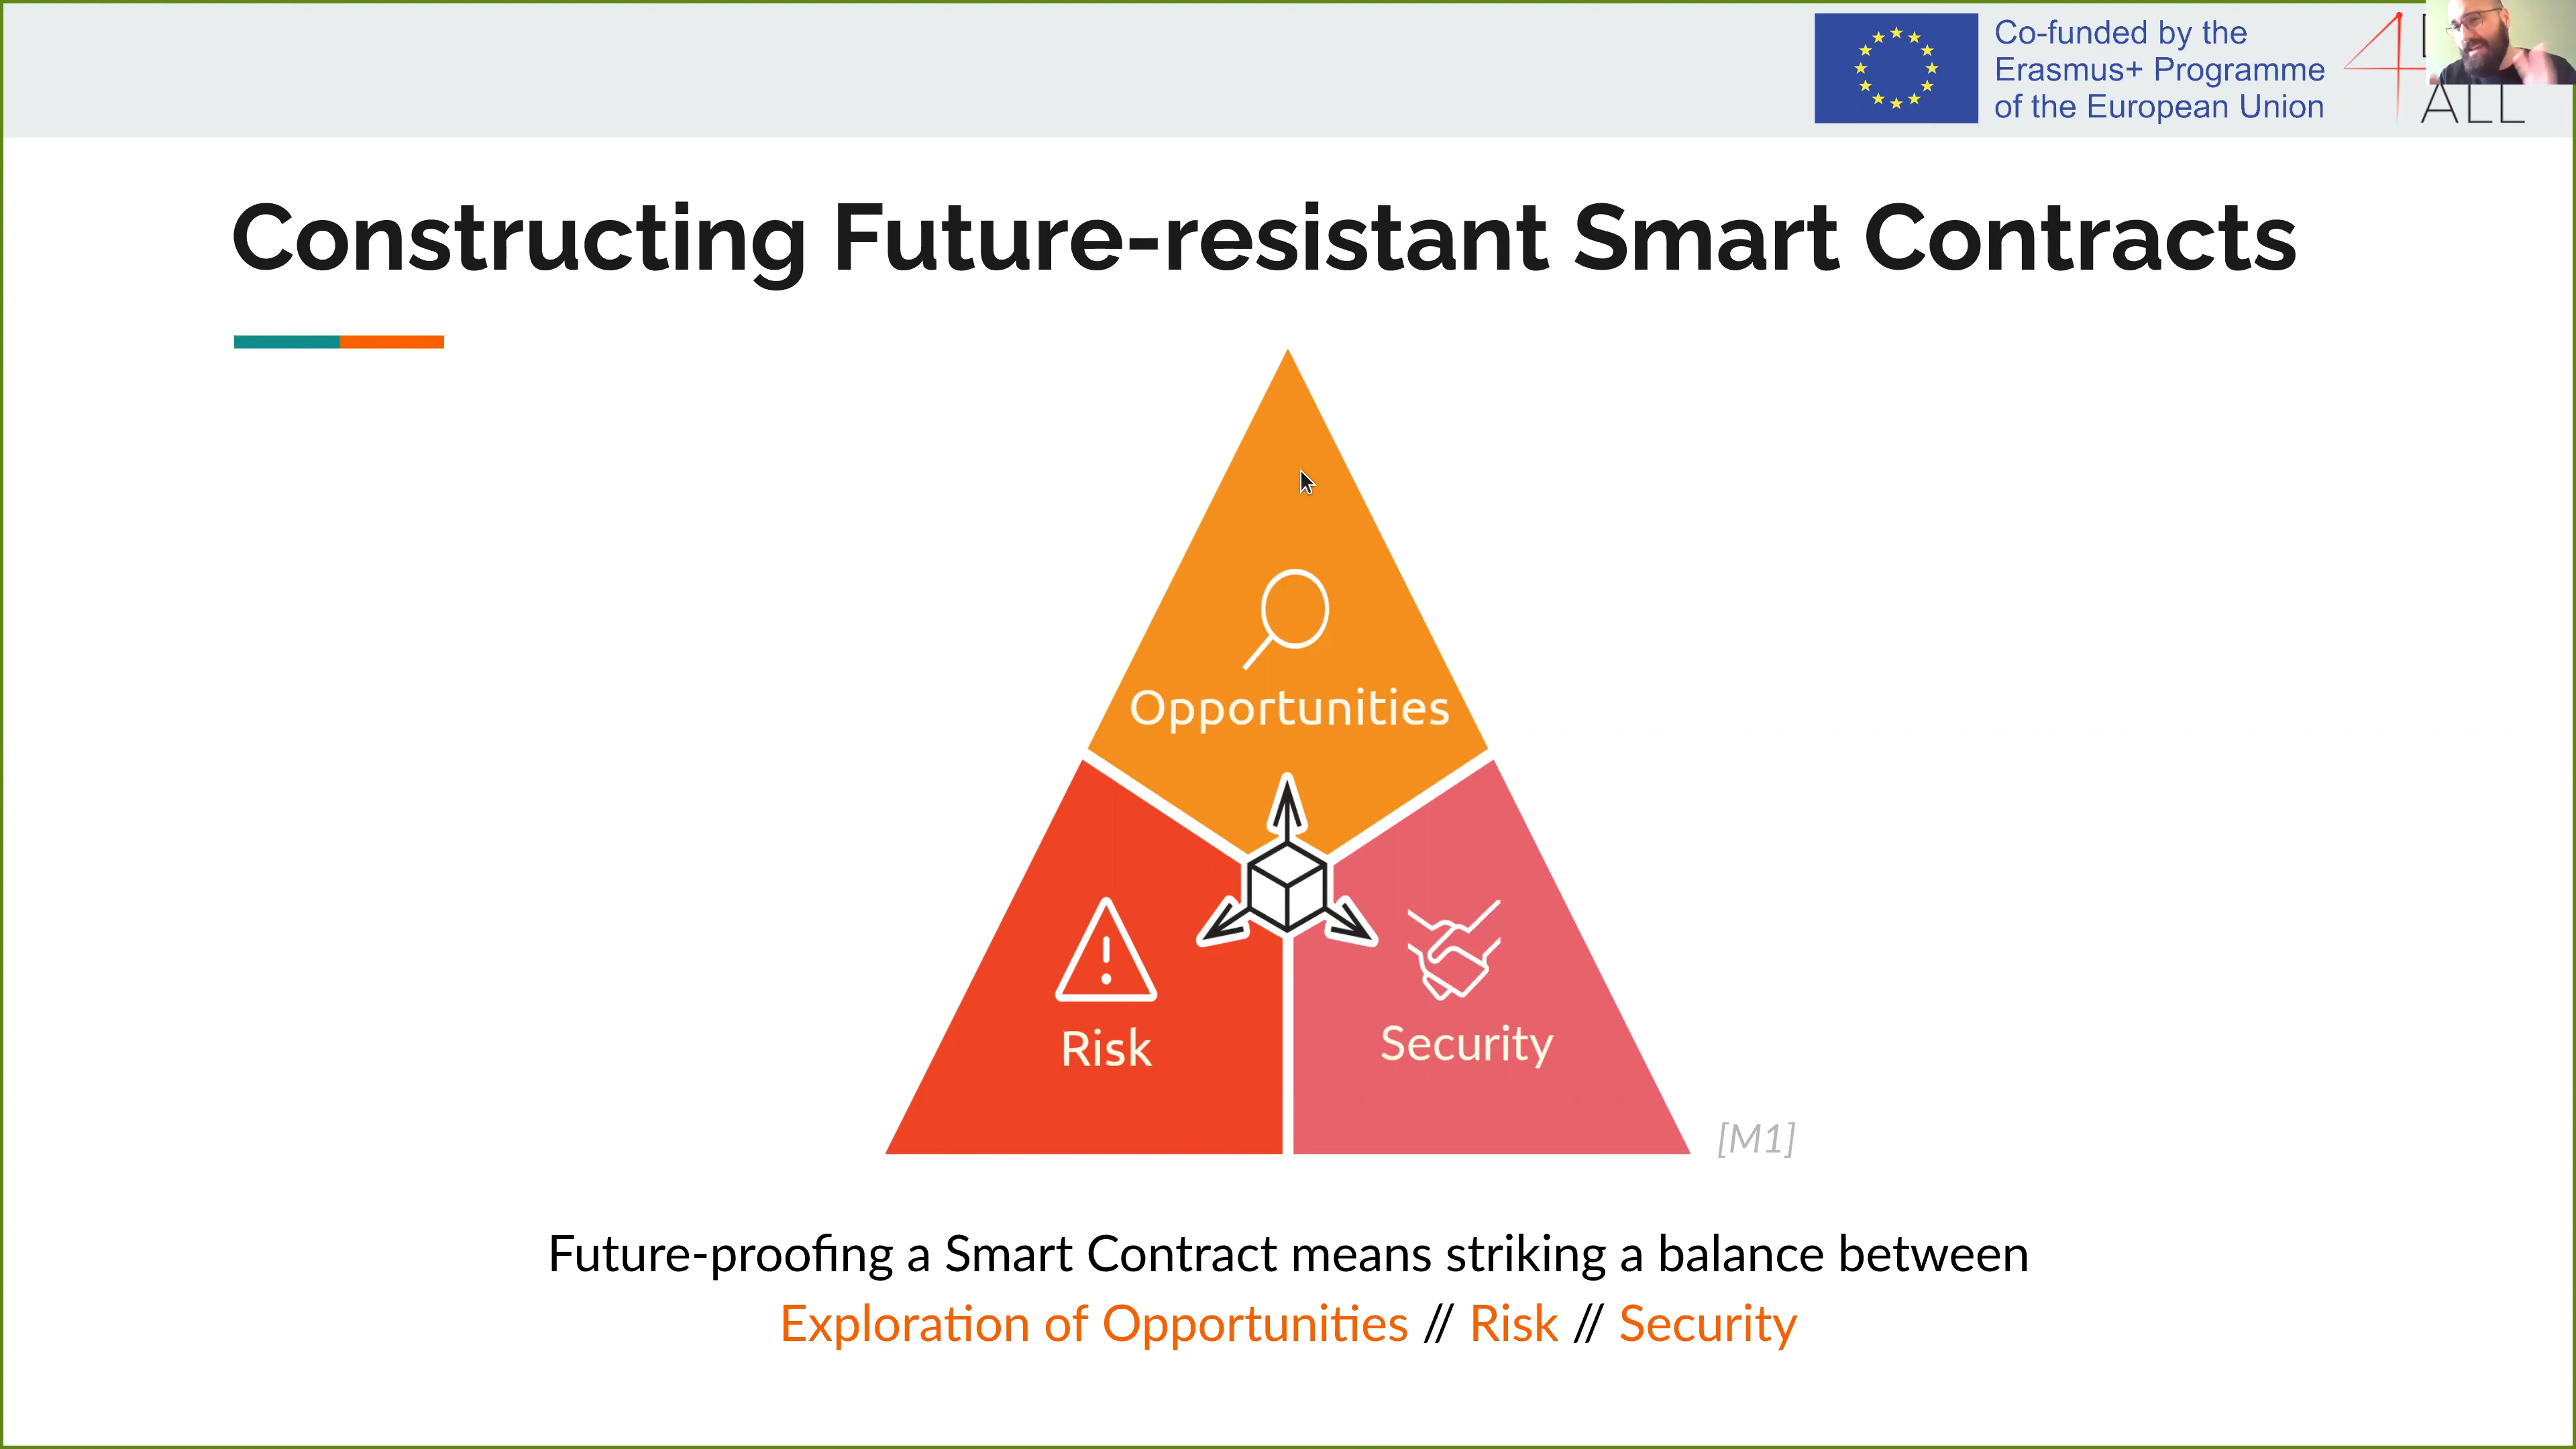 Co-funded by the
Erasmus+ Programme
of the European Union
4
ALL
Constructing Future-resistant Smart Contracts
Opportunities
Risk
Security
[M1]
Future-proofing a Smart Contract means striking a balance between
Exploration of Opportunities // Risk // Security